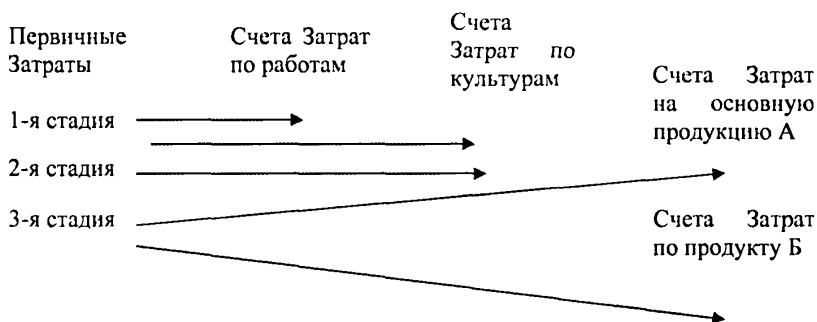 Первичные
Затраты
Счета Затрат
по работам
Счета
Затрат по
культурам
Счета Затрат
на основную
продукцию А
1-я стадия
2-я стадия
3-я стадия
Счета Затрат
по продукту Б